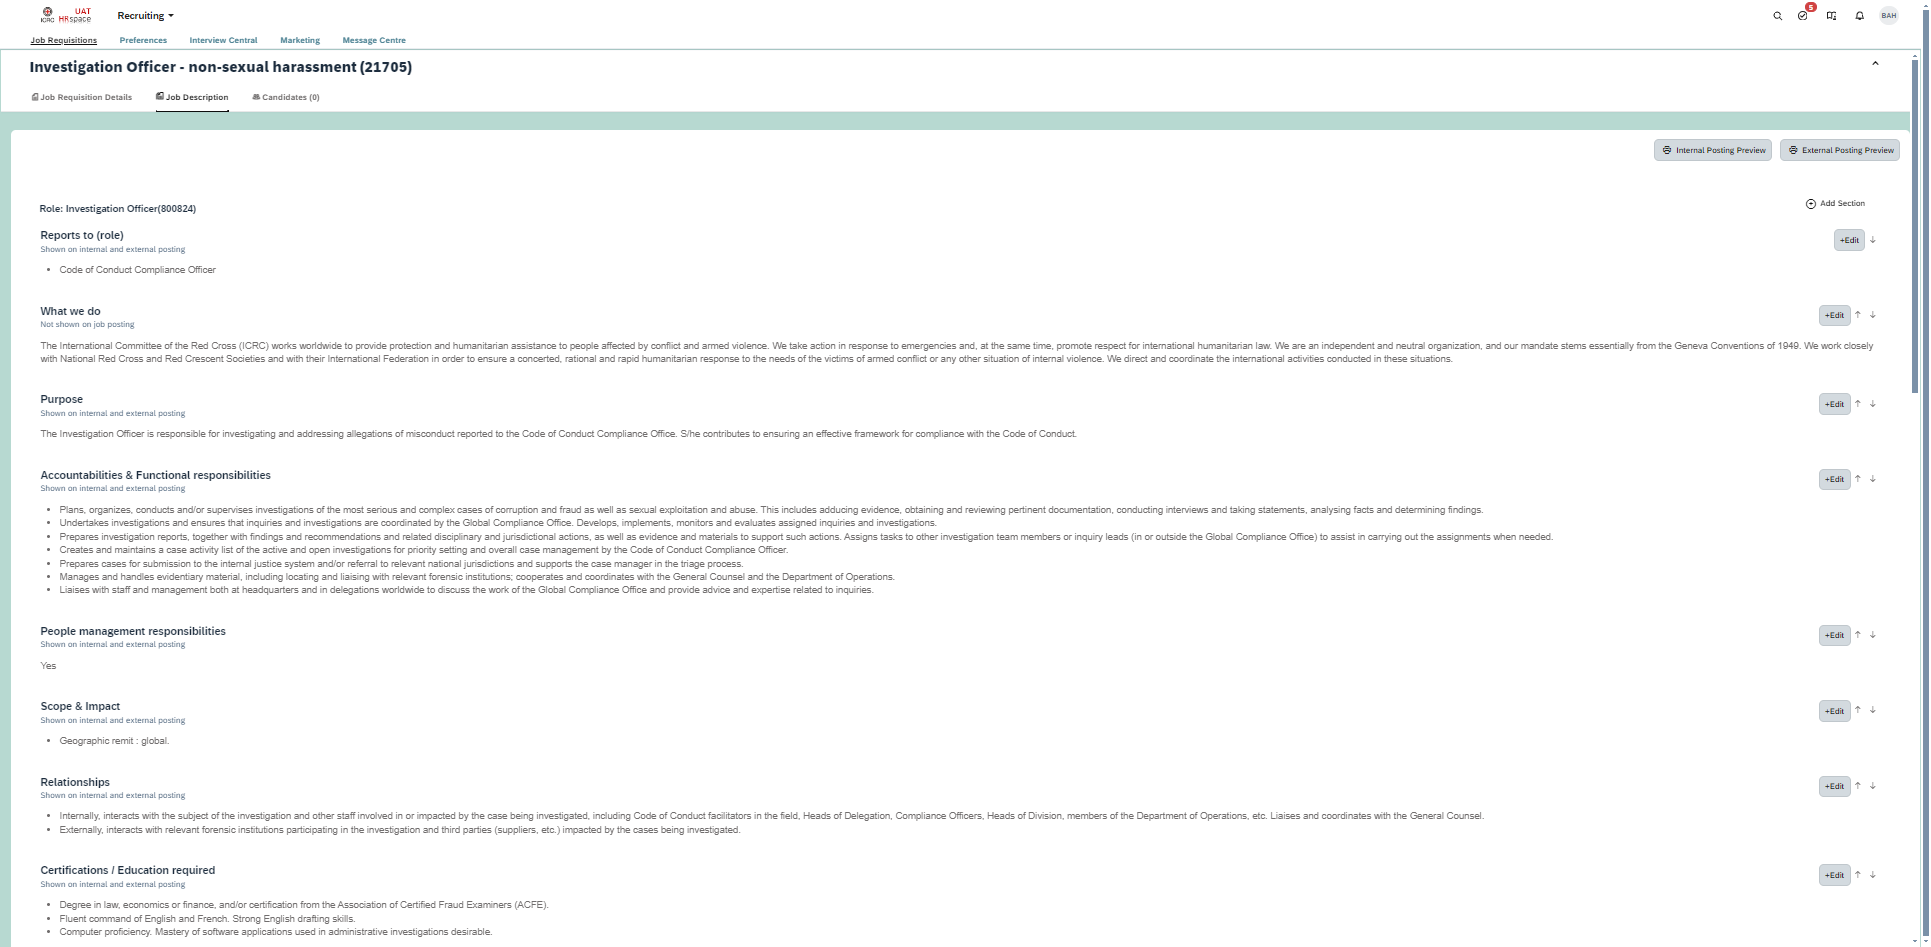 ICRC
UAT
HRspace
Recruiting
5
BAH
Job Requisitions
Preferences
Interview Central
Marketing
Message Centre
Investigation Officer - non-sexual harassment (21705)
Job Requisition Details
Job Description
Candidates (0)
Internal Posting Preview
External Posting Preview
Role: Investigation Officer(800824)
Add Section
Reports to (role)
Shown on internal and external posting
+Edit
• Code of Conduct Compliance Officer
What we do
Not shown on job posting
+Edit
The International Committee of the Red Cross (ICRC) works worldwide to provide protection and humanitarian assistance to people affected by conflict and armed violence. We take action in response to emergencies and, at the same time, promote respect for international humanitarian law. We are an independent and neutral organization, and our mandate stems essentially from the Geneva Conventions of 1949. We work closely
with National Red Cross and Red Crescent Societies and with their International Federation in order to ensure a concerted, rational and rapid humanitarian response to the needs of the victims of armed conflict or any other situation of internal violence. We direct and coordinate the international activities conducted in these situations.
Purpose
Shown on internal and external posting
+Edit
The Investigation Officer is responsible for investigating and addressing allegations of misconduct reported to the Code of Conduct Compliance Office. S/he contributes to ensuring an effective framework for compliance with the Code of Conduct.
Accountabilities & Functional responsibilities
Shown on internal and external posting
+Edit
• Plans, organizes, conducts and/or supervises investigations of the most serious and complex cases of corruption and fraud as well as sexual exploitation and abuse. This includes adducing evidence, obtaining and reviewing pertinent documentation, conducting interviews and taking statements, analysing facts and determining findings.
• Undertakes investigations and ensures that inquiries and investigations are coordinated by the Global Compliance Office. Develops, implements, monitors and evaluates assigned inquiries and investigations.
• Prepares investigation reports, together with findings and recommendations and related disciplinary and jurisdictional actions, as well as evidence and materials to support such actions. Assigns tasks to other investigation team members or inquiry leads (in or outside the Global Compliance Office) to assist in carrying out the assignments when needed.
• Creates and maintains a case activity list of the active and open investigations for priority setting and overall case management by the Code of Conduct Compliance Officer.
• Prepares cases for submission to the internal justice system and/or referral to relevant national jurisdictions and supports the case manager in the triage process.
• Manages and handles evidentiary material, including locating and liaising with relevant forensic institutions; cooperates and coordinates with the General Counsel and the Department of Operations.
• Liaises with staff and management both at headquarters and in delegations worldwide to discuss the work of the Global Compliance Office and provide advice and expertise related to inquiries.
People management responsibilities
Shown on internal and external posting
+Edit
Yes
Scope & Impact
Shown on internal and external posting
+Edit
• Geographic remit : global.
Relationships
Shown on internal and external posting
+Edit
• Internally, interacts with the subject of the investigation and other staff involved in or impacted by the case being investigated, including Code of Conduct facilitators in the field, Heads of Delegation, Compliance Officers, Heads of Division, members of the Department of Operations, etc. Liaises and coordinates with the General Counsel.
• Externally, interacts with relevant forensic institutions participating in the investigation and third parties (suppliers, etc.) impacted by the cases being investigated.
Certifications / Education required
Shown on internal and external posting
+Edit
• Degree in law, economics or finance, and/or certification from the Association of Certified Fraud Examiners (ACFE).
• Fluent command of English and French. Strong English drafting skills.
• Computer proficiency. Mastery of software applications used in administrative investigations desirable.